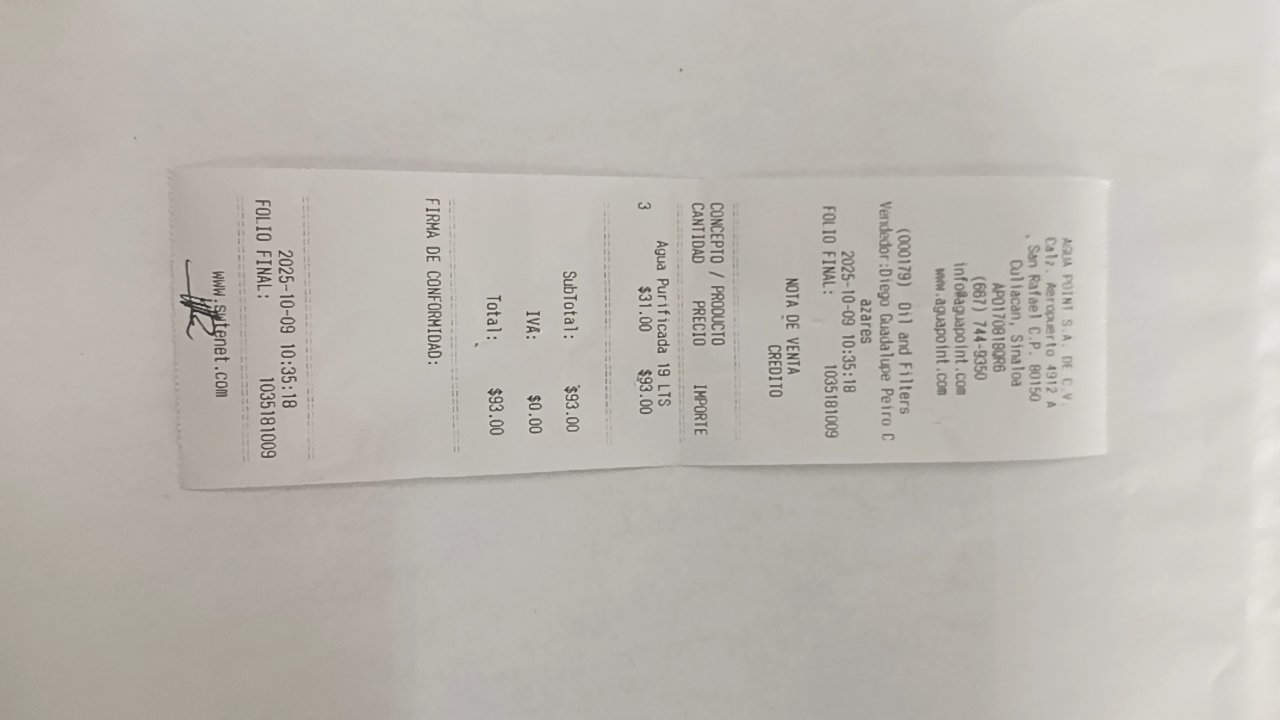 AGUA POINT S.A. DE C.V.
Calz. Aeropuerto 4912 A
San Rafael C.P. 80150
Culiacan, Sinaloa
APO170818QR6
(667) 744-9350
info@aguapoint.com
www.aguapoint.com
(000179) Oil and Filters
Vendedor:Diego Guadalupe Peiro C
azares
2025-10-09 10:35:18
FOLIO FINAL: 1035181009
NOTA DE VENTA
CREDITO
CONCEPTO / PRODUCTO
CANTIDAD PRECIO IMPORTE
Agua Purificada 19 LTS
3 $31.00 $93.00
SubTotal: $93.00
IVA: $0.00
Total: $93.00
FIRMA DE CONFORMIDAD:
2025-10-09 10:35:18
FOLIO FINAL: 1035181009